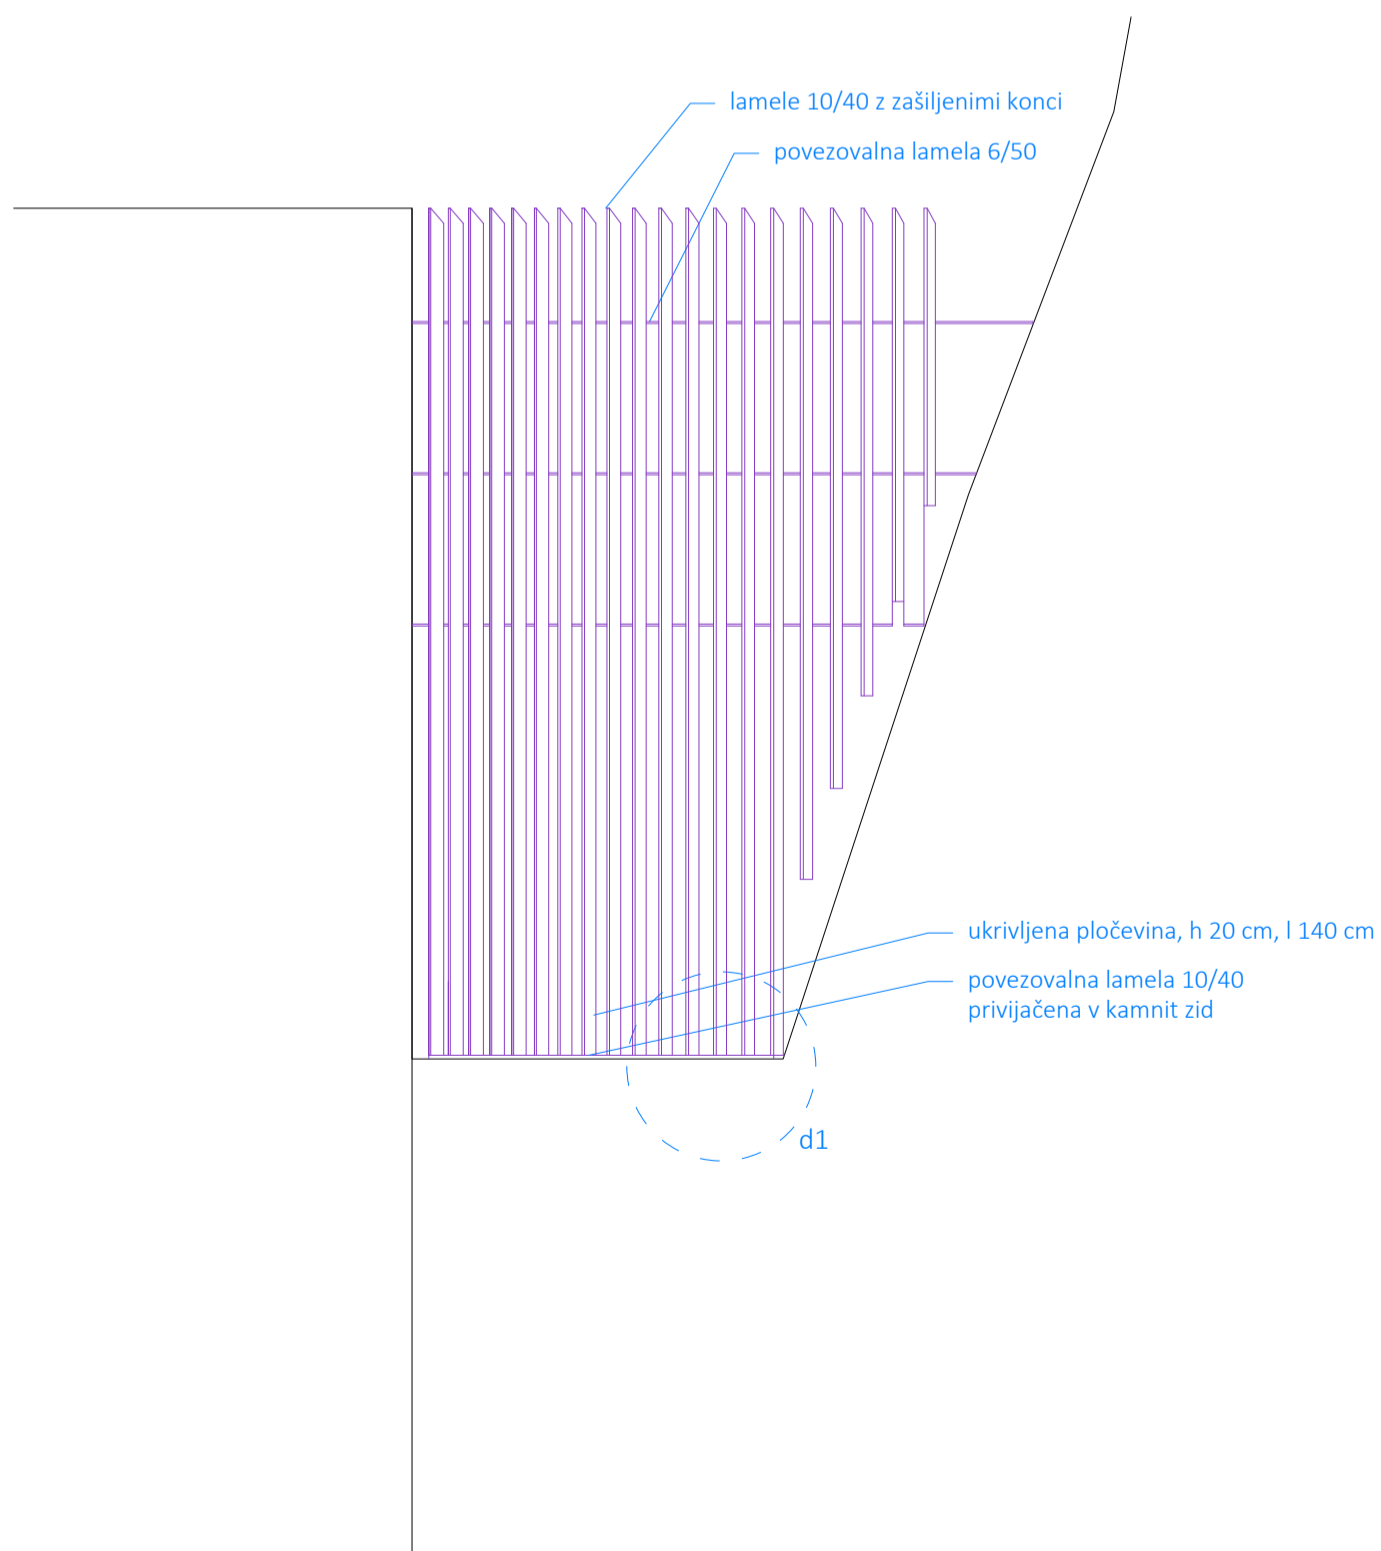 lamele 10/40 z zašiljenimi konci
povezovalna lamela 6/50
ukrivljena pločevina, h 20 cm, l 140 cm
povezovalna lamela 10/40
privijačena v kamnit zid
d1